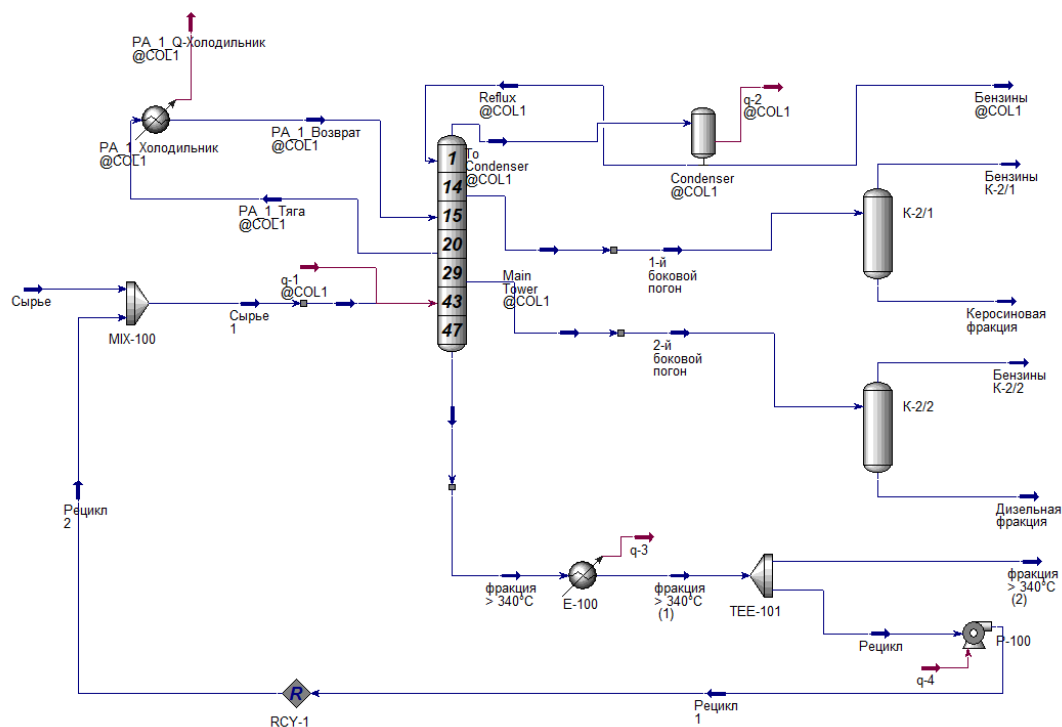 PA_1_Q-Холодильник
@COL1
PA_1_Холодильник
@COL1
PA_1_Возврат
@COL1
PA_1_Тяга
@COL1
Reflux
@COL1
q-2
Бензины
@COL1
To
Condenser
@COL1
Condenser
@COL1
1
14
15
20
29
43
47
Main
Tower
@COL1
Бензины
К-2/1
К-2/1
1-й
боковой
погон
Керосиновая
фракция
q-1
@COL1
Сырье
MIX-100
Сырье
1
2-й
боковой
погон
Бензины
К-2/2
К-2/2
Дизельная
фракция
Рецикл
2
q-3
фракция
> 340°C
E-100
фракция
> 340°C
(1)
TEE-101
фракция
> 340°C
(2)
Рецикл
P-100
q-4
R
RCY-1
Рецикл
1